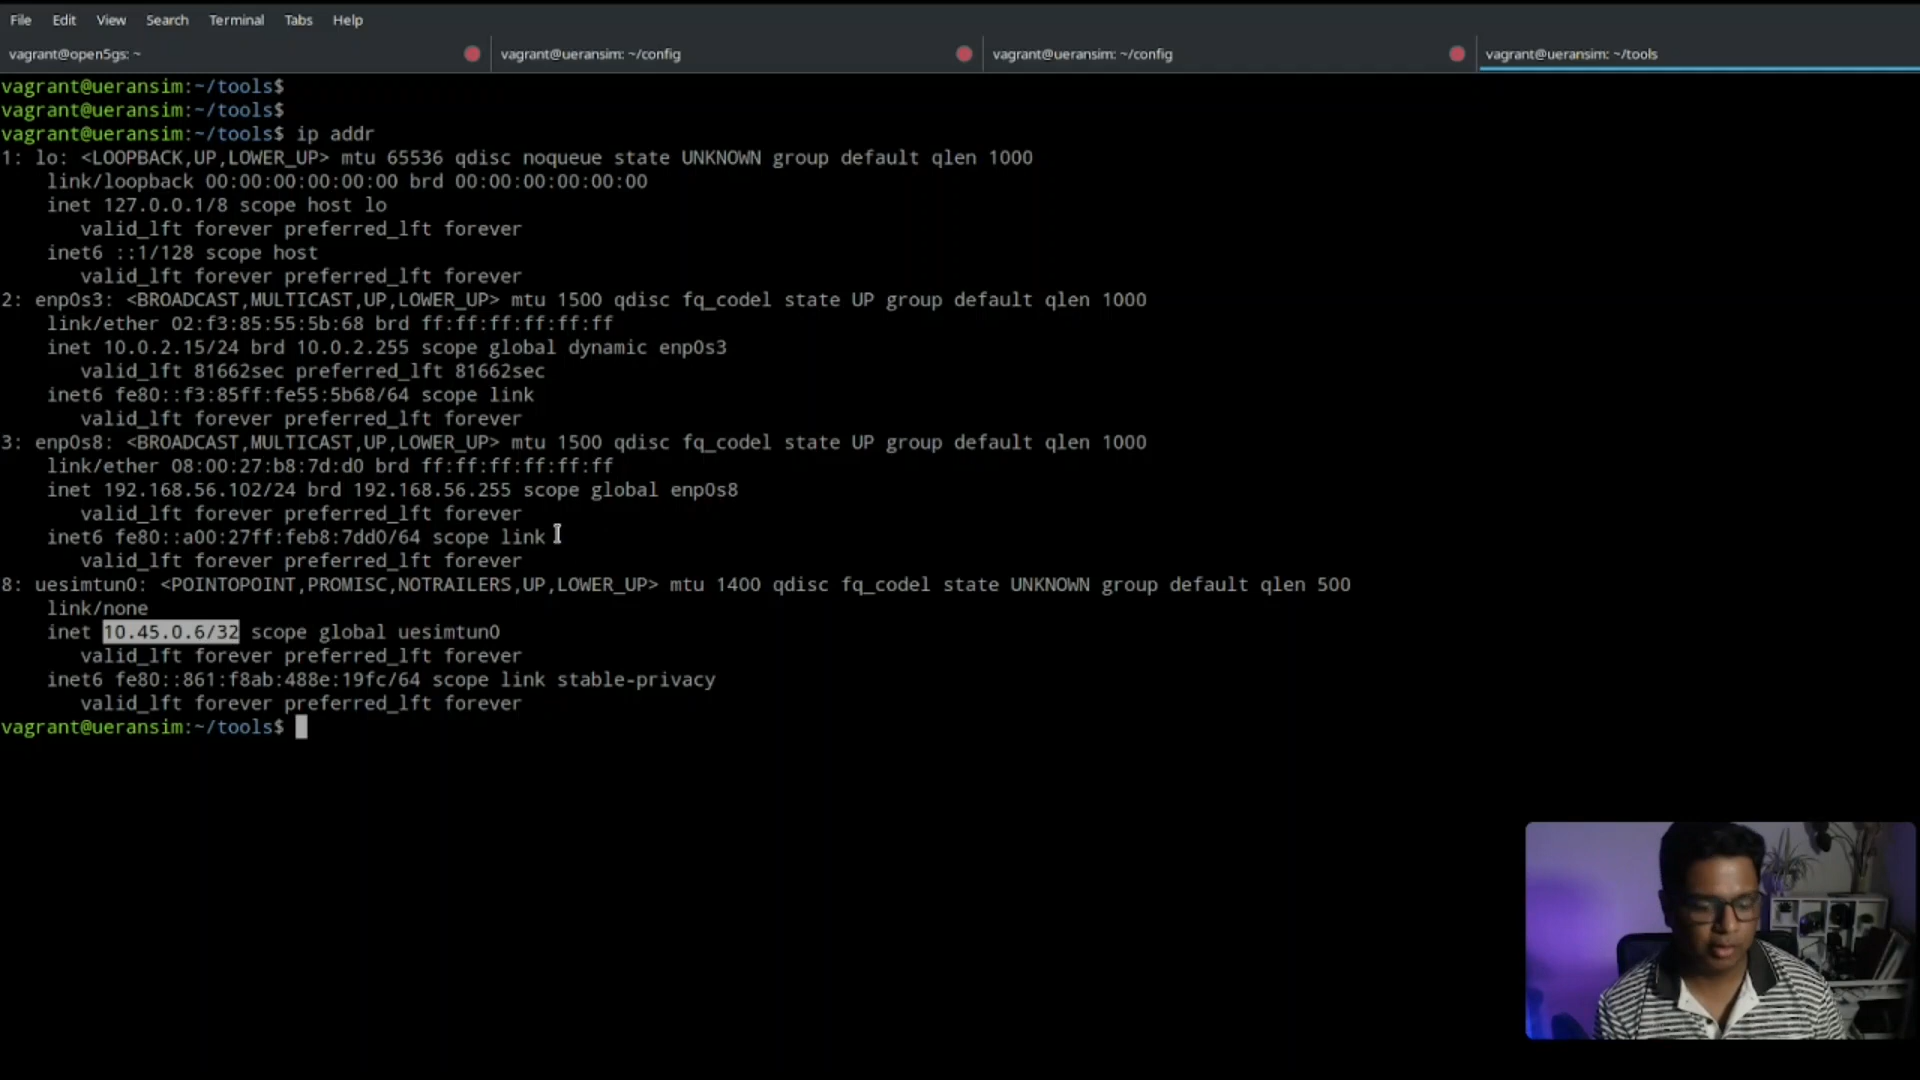 File Edit View Search Terminal Tabs Help
vagrant@open5gs: ~ vagrant@ueransim: ~/config vagrant@ueransim: ~/config vagrant@ueransim: ~/tools
vagrant@ueransim:~/tools$
vagrant@ueransim:~/tools$
vagrant@ueransim:~/tools$ ip addr
1: lo: <LOOPBACK,UP,LOWER_UP> mtu 65536 qdisc noqueue state UNKNOWN group default qlen 1000
    link/loopback 00:00:00:00:00:00 brd 00:00:00:00:00:00
    inet 127.0.0.1/8 scope host lo
       valid_lft forever preferred_lft forever
    inet6 ::1/128 scope host
       valid_lft forever preferred_lft forever
2: enp0s3: <BROADCAST,MULTICAST,UP,LOWER_UP> mtu 1500 qdisc fq_codel state UP group default qlen 1000
    link/ether 02:f3:85:55:5b:68 brd ff:ff:ff:ff:ff:ff
    inet 10.0.2.15/24 brd 10.0.2.255 scope global dynamic enp0s3
       valid_lft 81662sec preferred_lft 81662sec
    inet6 fe80::f3:85ff:fe55:5b68/64 scope link
       valid_lft forever preferred_lft forever
3: enp0s8: <BROADCAST,MULTICAST,UP,LOWER_UP> mtu 1500 qdisc fq_codel state UP group default qlen 1000
    link/ether 08:00:27:b8:7d:d0 brd ff:ff:ff:ff:ff:ff
    inet 192.168.56.102/24 brd 192.168.56.255 scope global enp0s8
       valid_lft forever preferred_lft forever
    inet6 fe80::a00:27ff:feb8:7dd0/64 scope link
       valid_lft forever preferred_lft forever
8: uesimtun0: <POINTOPOINT,PROMISC,NOTRAILERS,UP,LOWER_UP> mtu 1400 qdisc fq_codel state UNKNOWN group default qlen 500
    link/none
    inet 10.45.0.6/32 scope global uesimtun0
       valid_lft forever preferred_lft forever
    inet6 fe80::861:f8ab:488e:19fc/64 scope link stable-privacy
       valid_lft forever preferred_lft forever
vagrant@ueransim:~/tools$